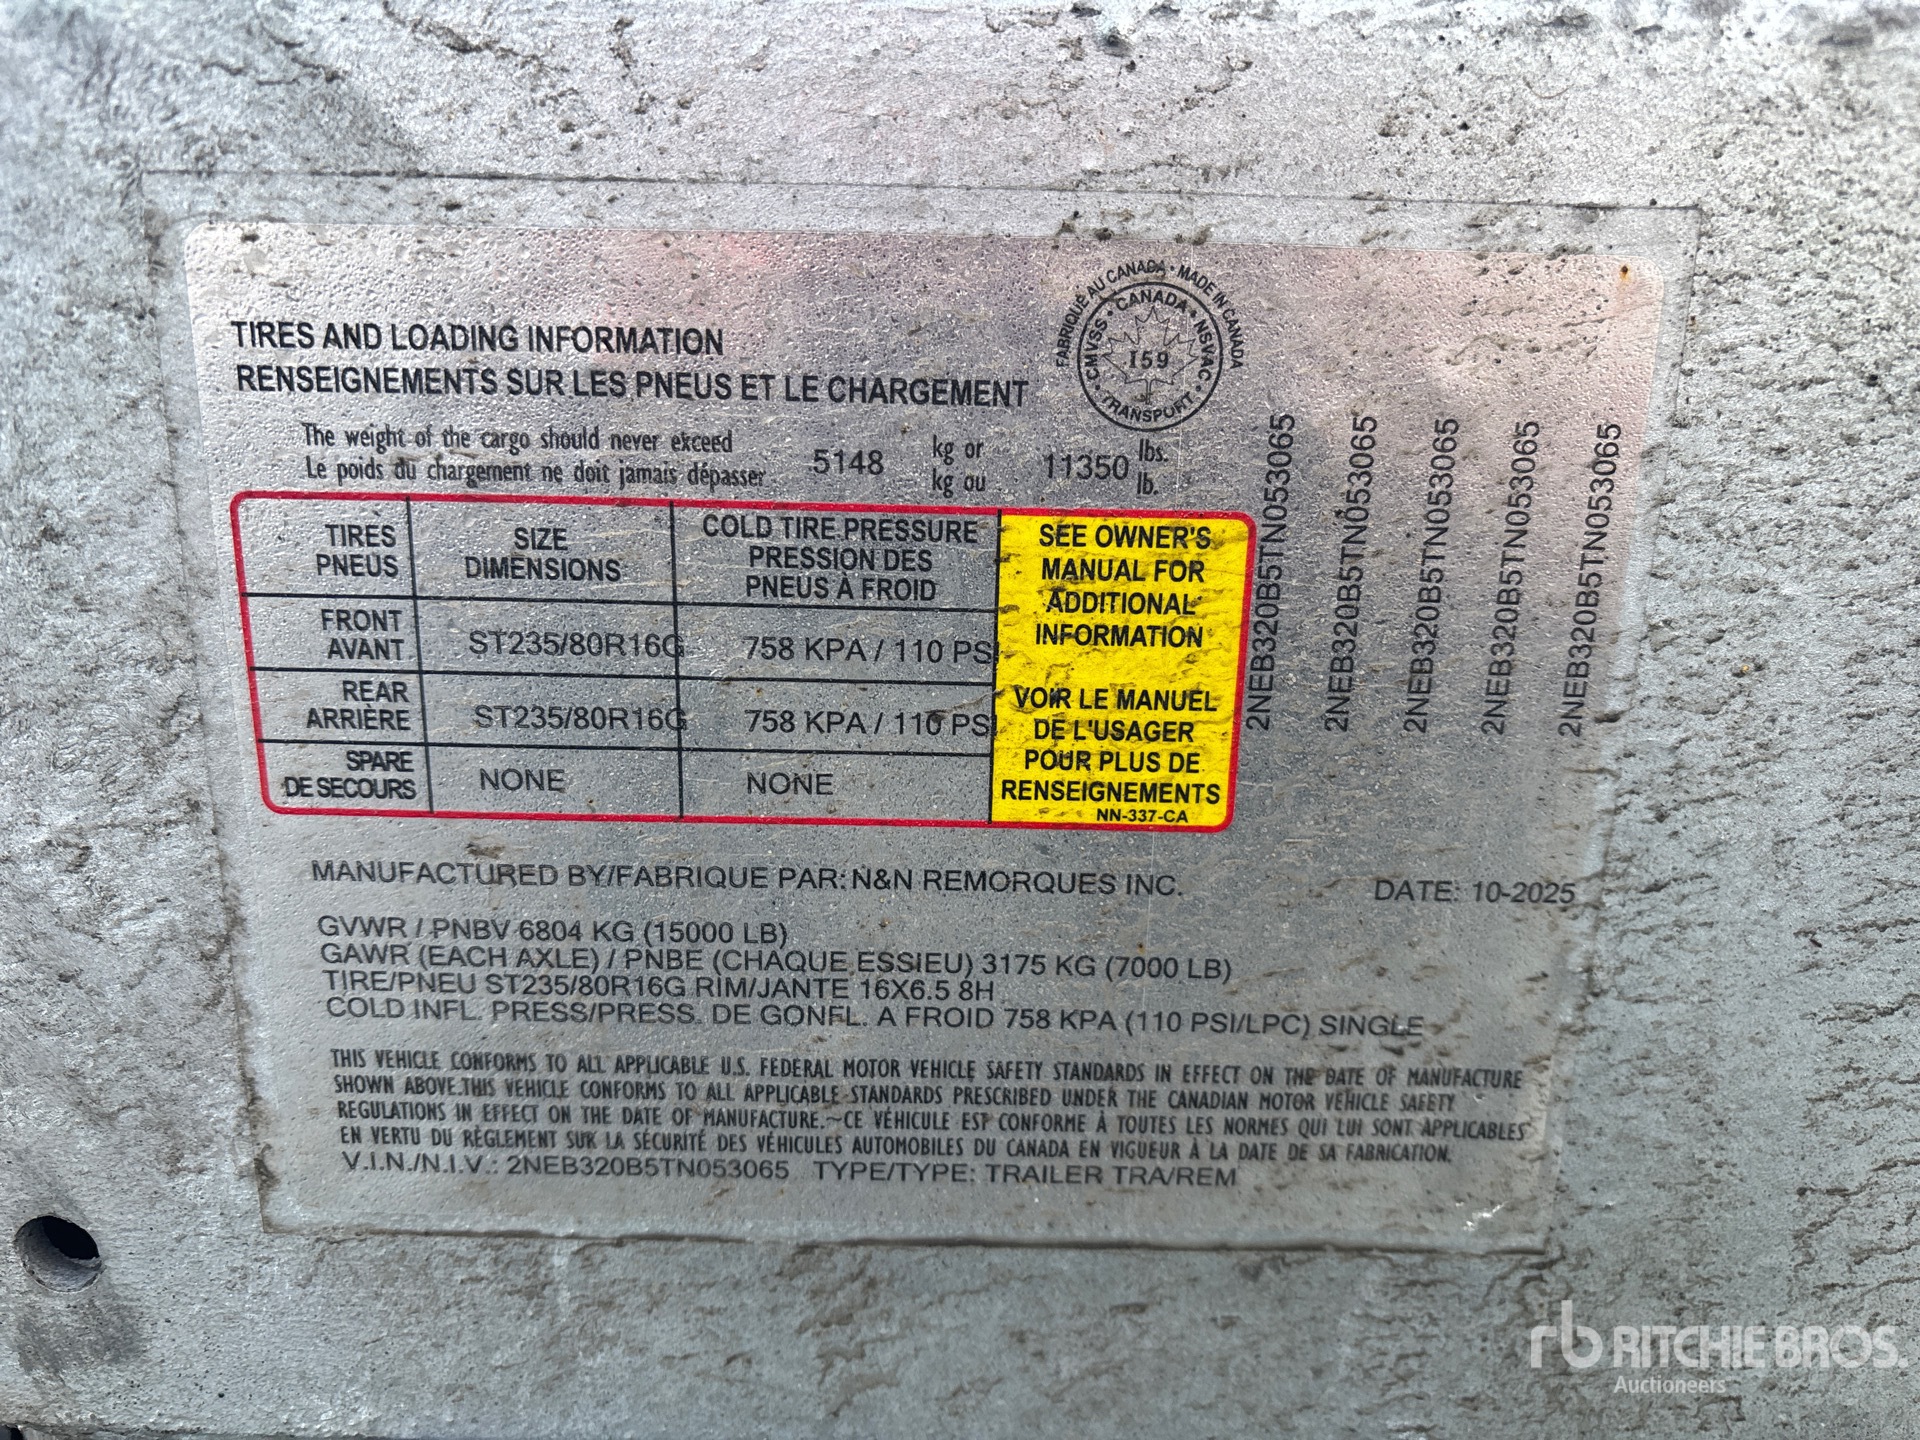 FABRIQUÉ AU CANADA • MADE IN CANADA
CMVSS • CANADA • NSVAC • TRANSPORT •
159
TIRES AND LOADING INFORMATION
RENSEIGNEMENTS SUR LES PNEUS ET LE CHARGEMENT
The weight of the cargo should never exceed 5148 kg or 11350 lbs.
Le poids du chargement ne doit jamais dépasser kg ou lb.
TIRES PNEUS
SIZE DIMENSIONS
COLD TIRE PRESSURE
PRESSION DES
PNEUS À FROID
FRONT AVANT
ST235/80R16G
758 KPA / 110 PSI
REAR ARRIÈRE
ST235/80R16G
758 KPA / 110 PSI
SPARE DE SECOURS
NONE
NONE
SEE OWNER'S
MANUAL FOR
ADDITIONAL
INFORMATION
VOIR LE MANUEL
DE L'USAGER
POUR PLUS DE
RENSEIGNEMENTS
NN-337-CA
2NEB320B5TN053065
2NEB320B5TN053065
2NEB320B5TN053065
2NEB320B5TN053065
2NEB320B5TN053065
MANUFACTURED BY/FABRIQUE PAR: N&N REMORQUES INC. DATE: 10-2025
GVWR / PNBV 6804 KG (15000 LB)
GAWR (EACH AXLE) / PNBE (CHAQUE ESSIEU) 3175 KG (7000 LB)
TIRE/PNEU ST235/80R16G RIM/JANTE 16X6.5 8H
COLD INFL. PRESS/PRESS. DE GONFL. A FROID 758 KPA (110 PSI/LPC) SINGLE
THIS VEHICLE CONFORMS TO ALL APPLICABLE U.S. FEDERAL MOTOR VEHICLE SAFETY STANDARDS IN EFFECT ON THE DATE OF MANUFACTURE
SHOWN ABOVE.THIS VEHICLE CONFORMS TO ALL APPLICABLE STANDARDS PRESCRIBED UNDER THE CANADIAN MOTOR VEHICLE SAFETY
REGULATIONS IN EFFECT ON THE DATE OF MANUFACTURE.~CE VÉHICULE EST CONFORME À TOUTES LES NORMES QUI LUI SONT APPLICABLES
EN VERTU DU RÈGLEMENT SUR LA SÉCURITÉ DES VÉHICULES AUTOMOBILES DU CANADA EN VIGUEUR À LA DATE DE SA FABRICATION.
V.I.N./N.I.V.: 2NEB320B5TN053065 TYPE/TYPE: TRAILER TRA/REM
rb RITCHIE BROS.
Auctioneers